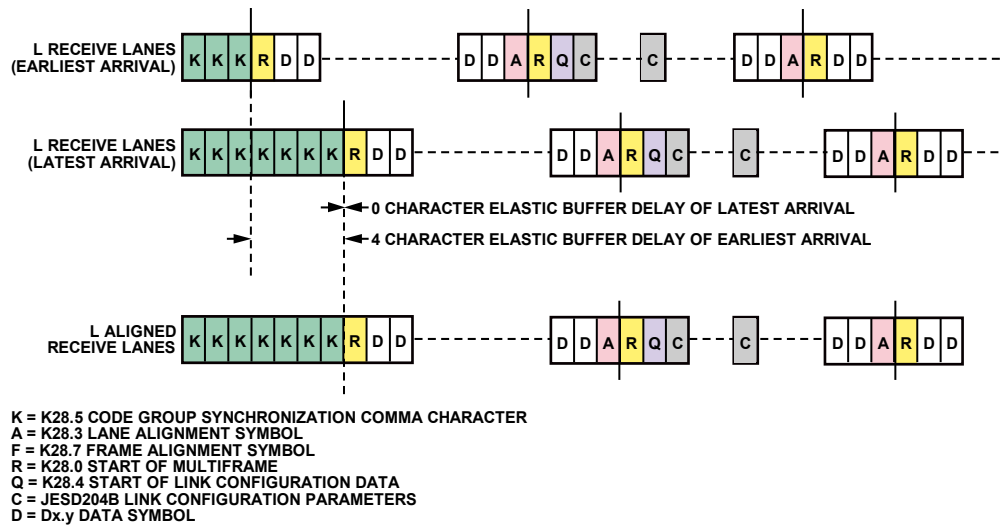 L RECEIVE LANES
(EARLIEST ARRIVAL)
K K K R D D
D D A R Q C
C
D D A R D D
L RECEIVE LANES
(LATEST ARRIVAL)
K K K K K K K R D D
D D A R Q C
C
D D A R D D
0 CHARACTER ELASTIC BUFFER DELAY OF LATEST ARRIVAL
4 CHARACTER ELASTIC BUFFER DELAY OF EARLIEST ARRIVAL
L ALIGNED
RECEIVE LANES
K K K K K K K R D D
D D A R Q C
C
D D A R D D
K = K28.5 CODE GROUP SYNCHRONIZATION COMMA CHARACTER
A = K28.3 LANE ALIGNMENT SYMBOL
F = K28.7 FRAME ALIGNMENT SYMBOL
R = K28.0 START OF MULTIFRAME
Q = K28.4 START OF LINK CONFIGURATION DATA
C = JESD204B LINK CONFIGURATION PARAMETERS
D = Dx.y DATA SYMBOL